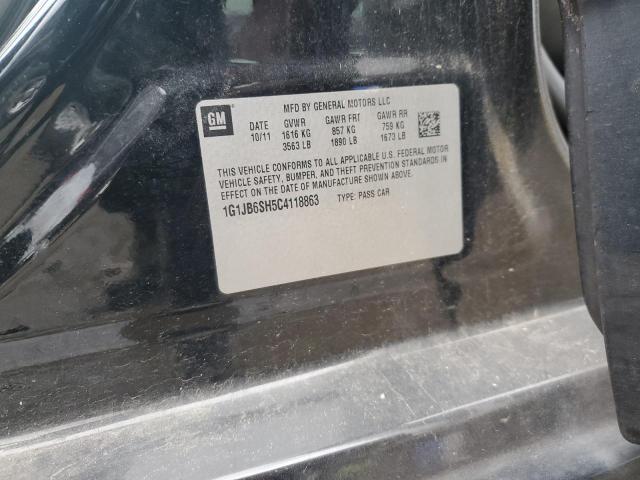 GM
MFD BY GENERAL MOTORS LLC
DATE GVWR GAWR FRT GAWR RR
10/11 1616 KG 857 KG 759 KG
3563 LB 1890 LB 1673 LB
THIS VEHICLE CONFORMS TO ALL APPLICABLE U.S. FEDERAL MOTOR
VEHICLE SAFETY, BUMPER, AND THEFT PREVENTION STANDARDS IN
EFFECT ON THE DATE OF MANUFACTURE SHOWN ABOVE.
1G1JB6SH5C4118863 TYPE: PASS CAR